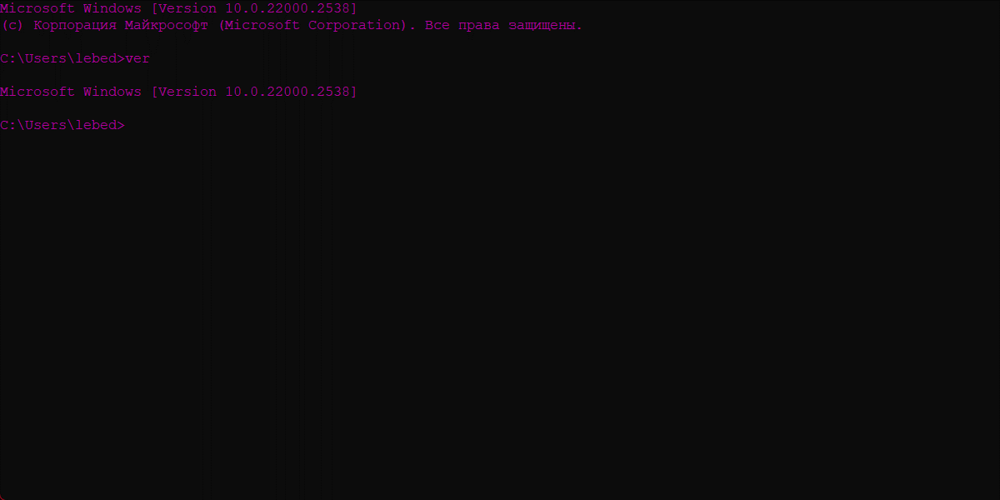 Microsoft Windows [Version 10.0.22000.2538]
(c) Корпорация Майкрософт (Microsoft Corporation). Все права защищены.
C:\Users\lebed>ver
Microsoft Windows [Version 10.0.22000.2538]
C:\Users\lebed>